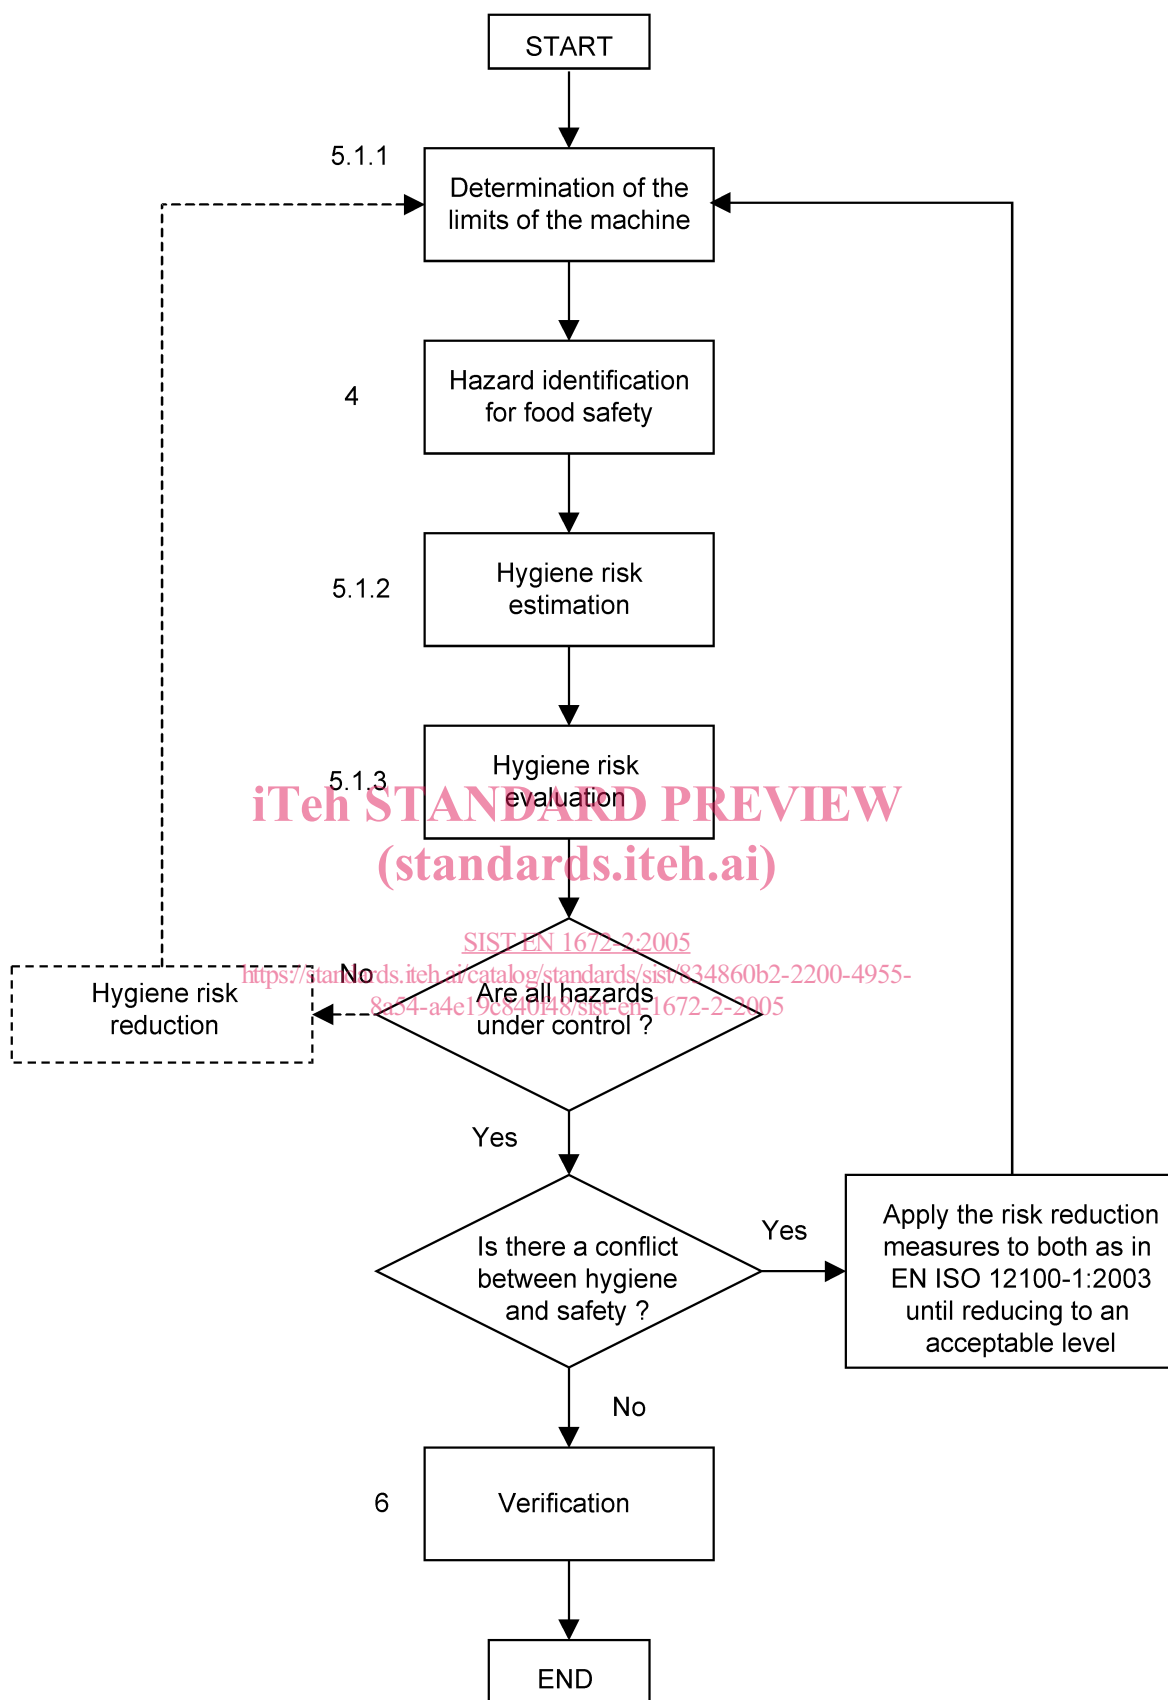 START
5.1.1
Determination of the
limits of the machine
4
Hazard identification
for food safety
5.1.2
Hygiene risk
estimation
5.1.3
Hygiene risk
evaluation
iTeh STANDARD PREVIEW
(standards.iteh.ai)
SIST EN 1672-2:2005
https://standards.iteh.ai/catalog/standards/sist/834860b2-2200-4955-
8a54-a4e19c840f48/sist-en-1672-2-2005
No
Hygiene risk
reduction
Are all hazards
under control ?
Yes
Is there a conflict
between hygiene
and safety ?
Yes
Apply the risk reduction
measures to both as in
EN ISO 12100-1:2003
until reducing to an
acceptable level
No
6
Verification
END